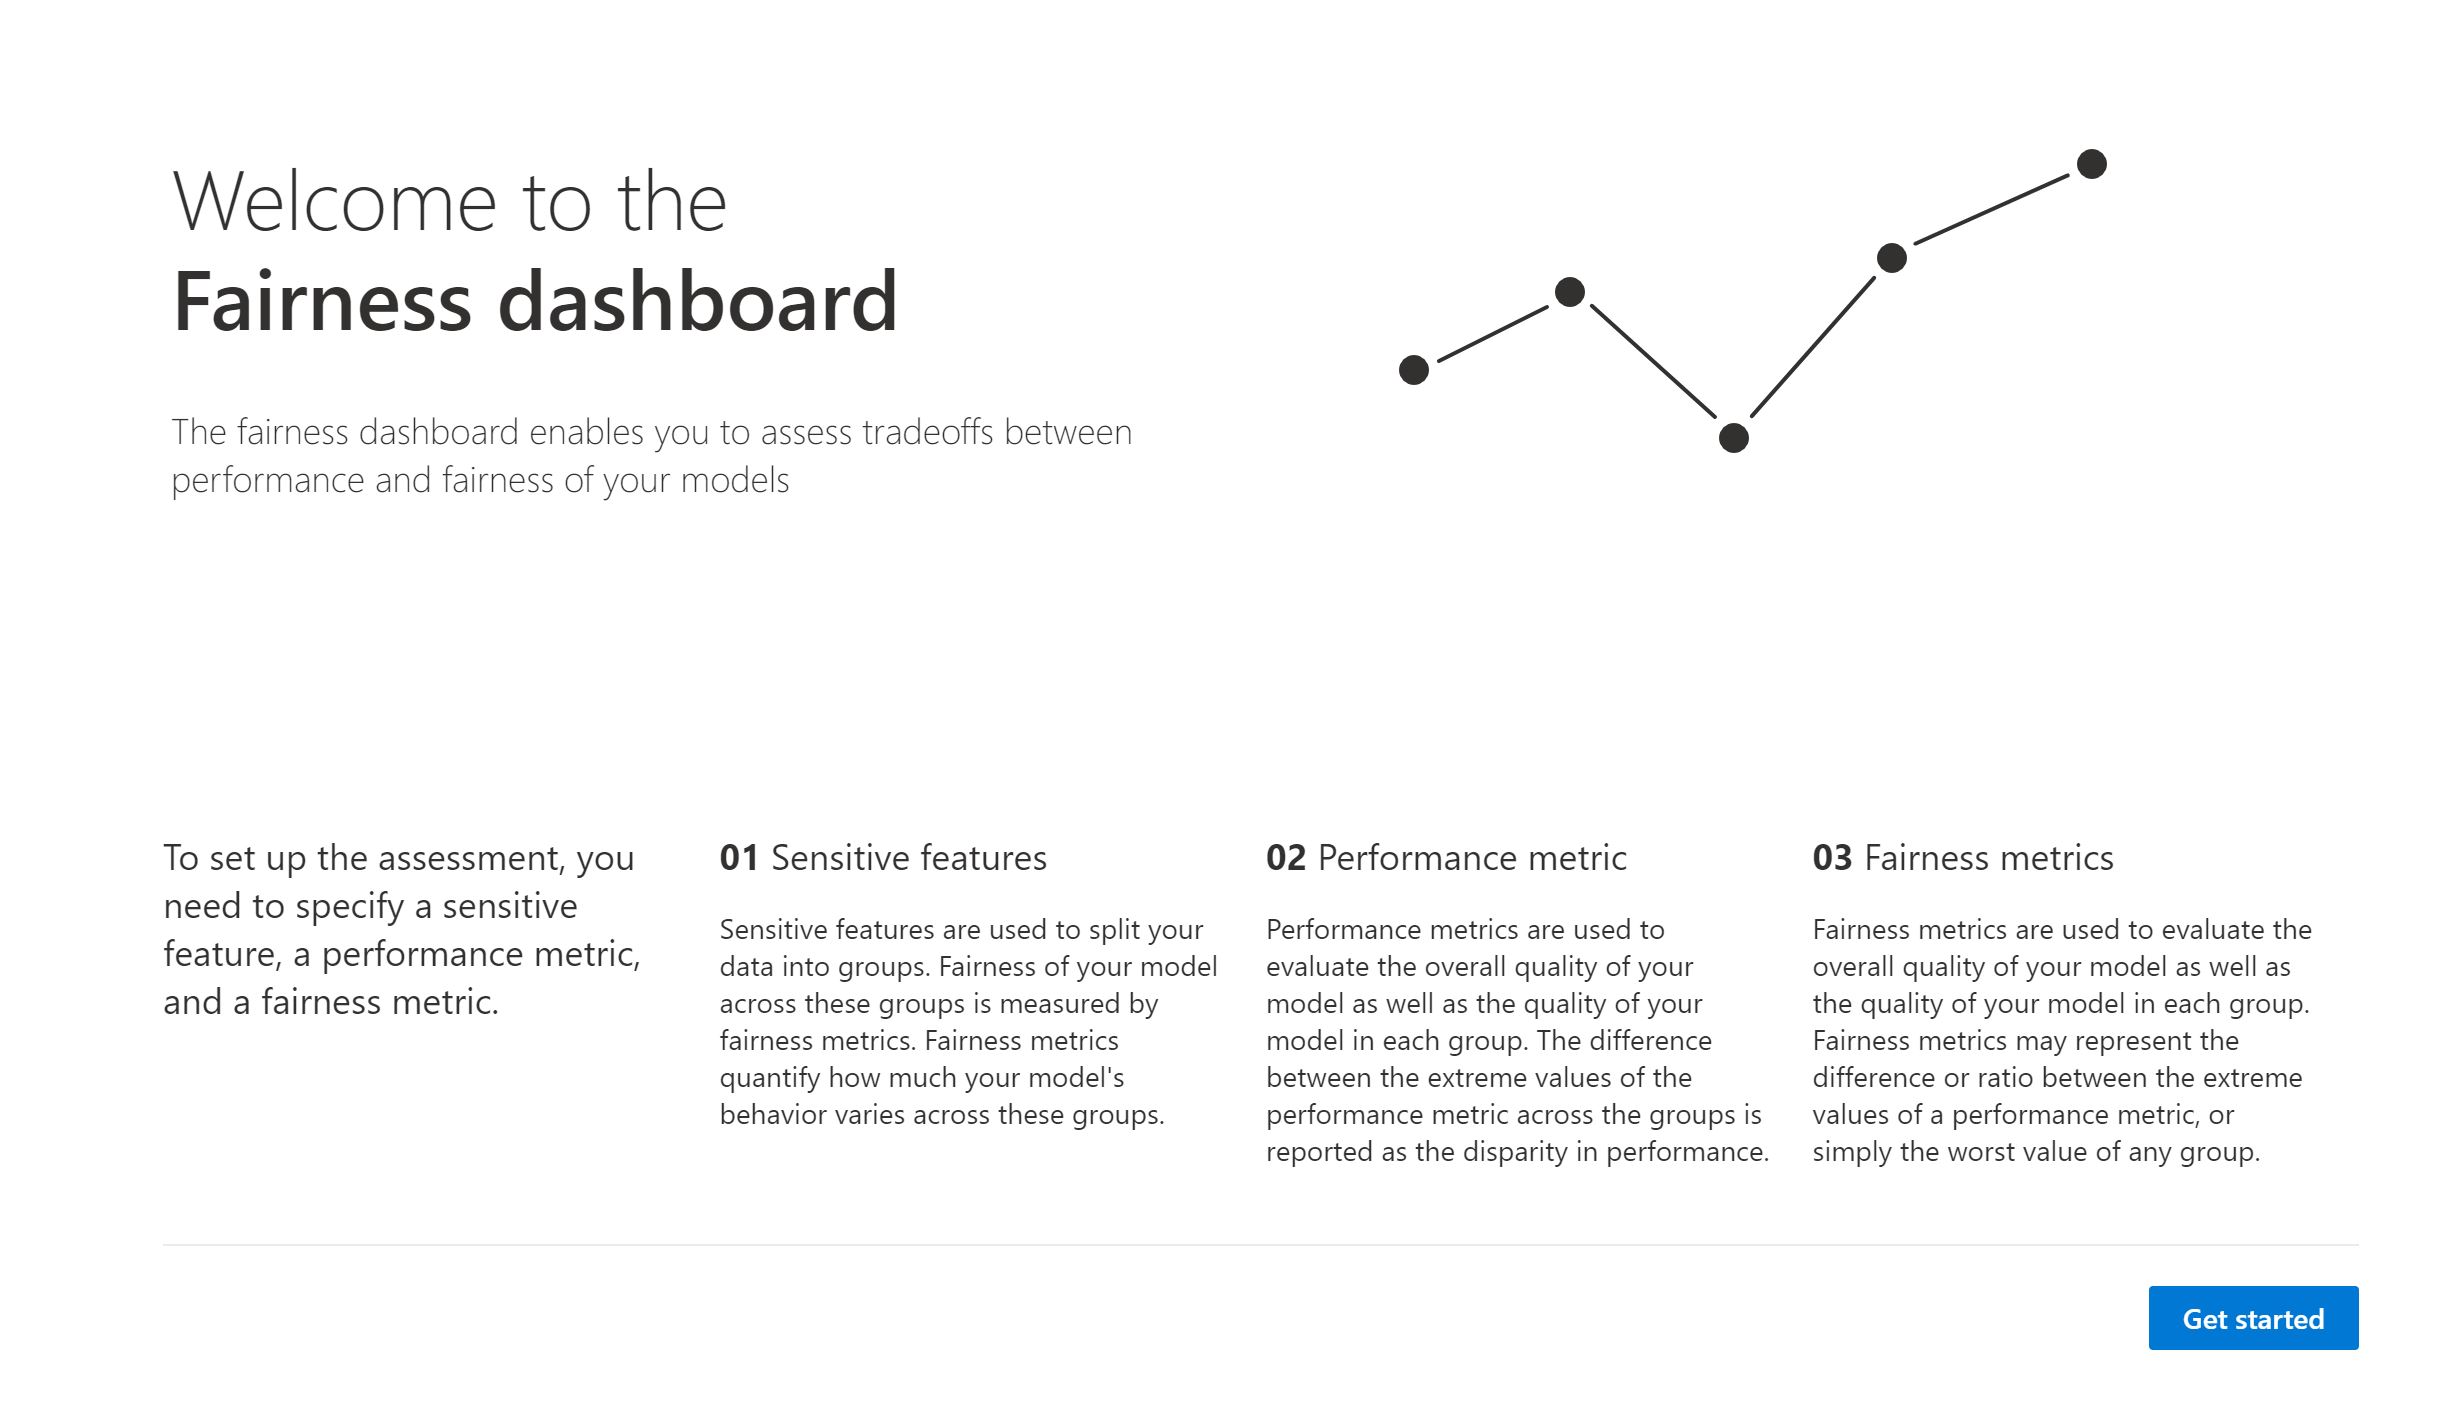 Welcome to the
Fairness dashboard
The fairness dashboard enables you to assess tradeoffs between
performance and fairness of your models
To set up the assessment, you
need to specify a sensitive
feature, a performance metric,
and a fairness metric.
01 Sensitive features
Sensitive features are used to split your
data into groups. Fairness of your model
across these groups is measured by
fairness metrics. Fairness metrics
quantify how much your model's
behavior varies across these groups.
02 Performance metric
Performance metrics are used to
evaluate the overall quality of your
model as well as the quality of your
model in each group. The difference
between the extreme values of the
performance metric across the groups is
reported as the disparity in performance.
03 Fairness metrics
Fairness metrics are used to evaluate the
overall quality of your model as well as
the quality of your model in each group.
Fairness metrics may represent the
difference or ratio between the extreme
values of a performance metric, or
simply the worst value of any group.
Get started